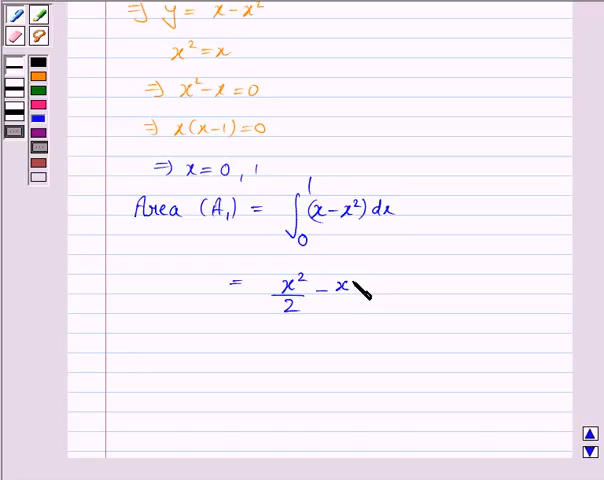 ⇒ y = x - x²
x² = x
⇒ x² - x = 0
⇒ x(x-1) = 0
⇒ x = 0, 1
Area (A₁) = ∫₀¹ (x - x²) dx
= x²/2 - x